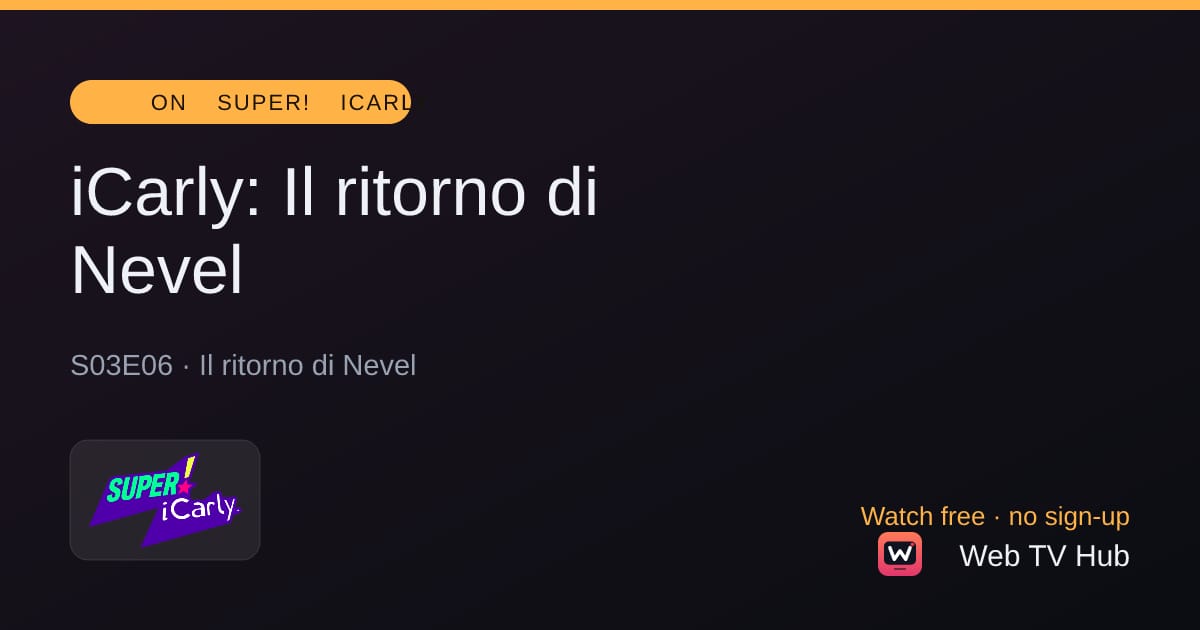 ON SUPER! ICARL
iCarly: Il ritorno di
Nevel
S03E06 · Il ritorno di Nevel
SUPER!
iCarly.
Watch free · no sign-up
W Web TV Hub